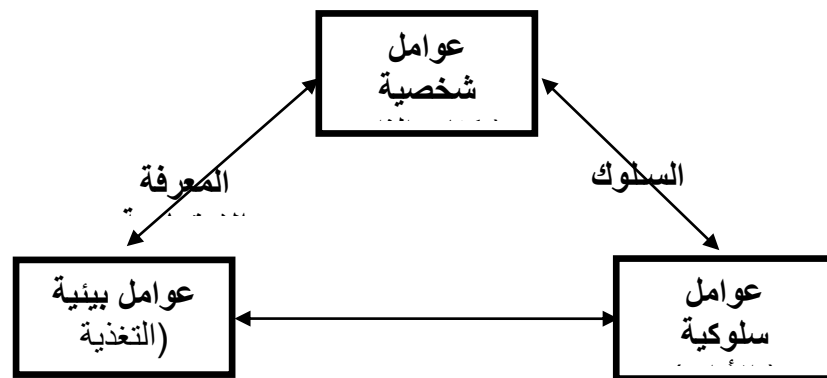 عوامل
شخصية
المعرفة
السلوك
عوامل بيئية
(التغذية
عوامل
سلوكية